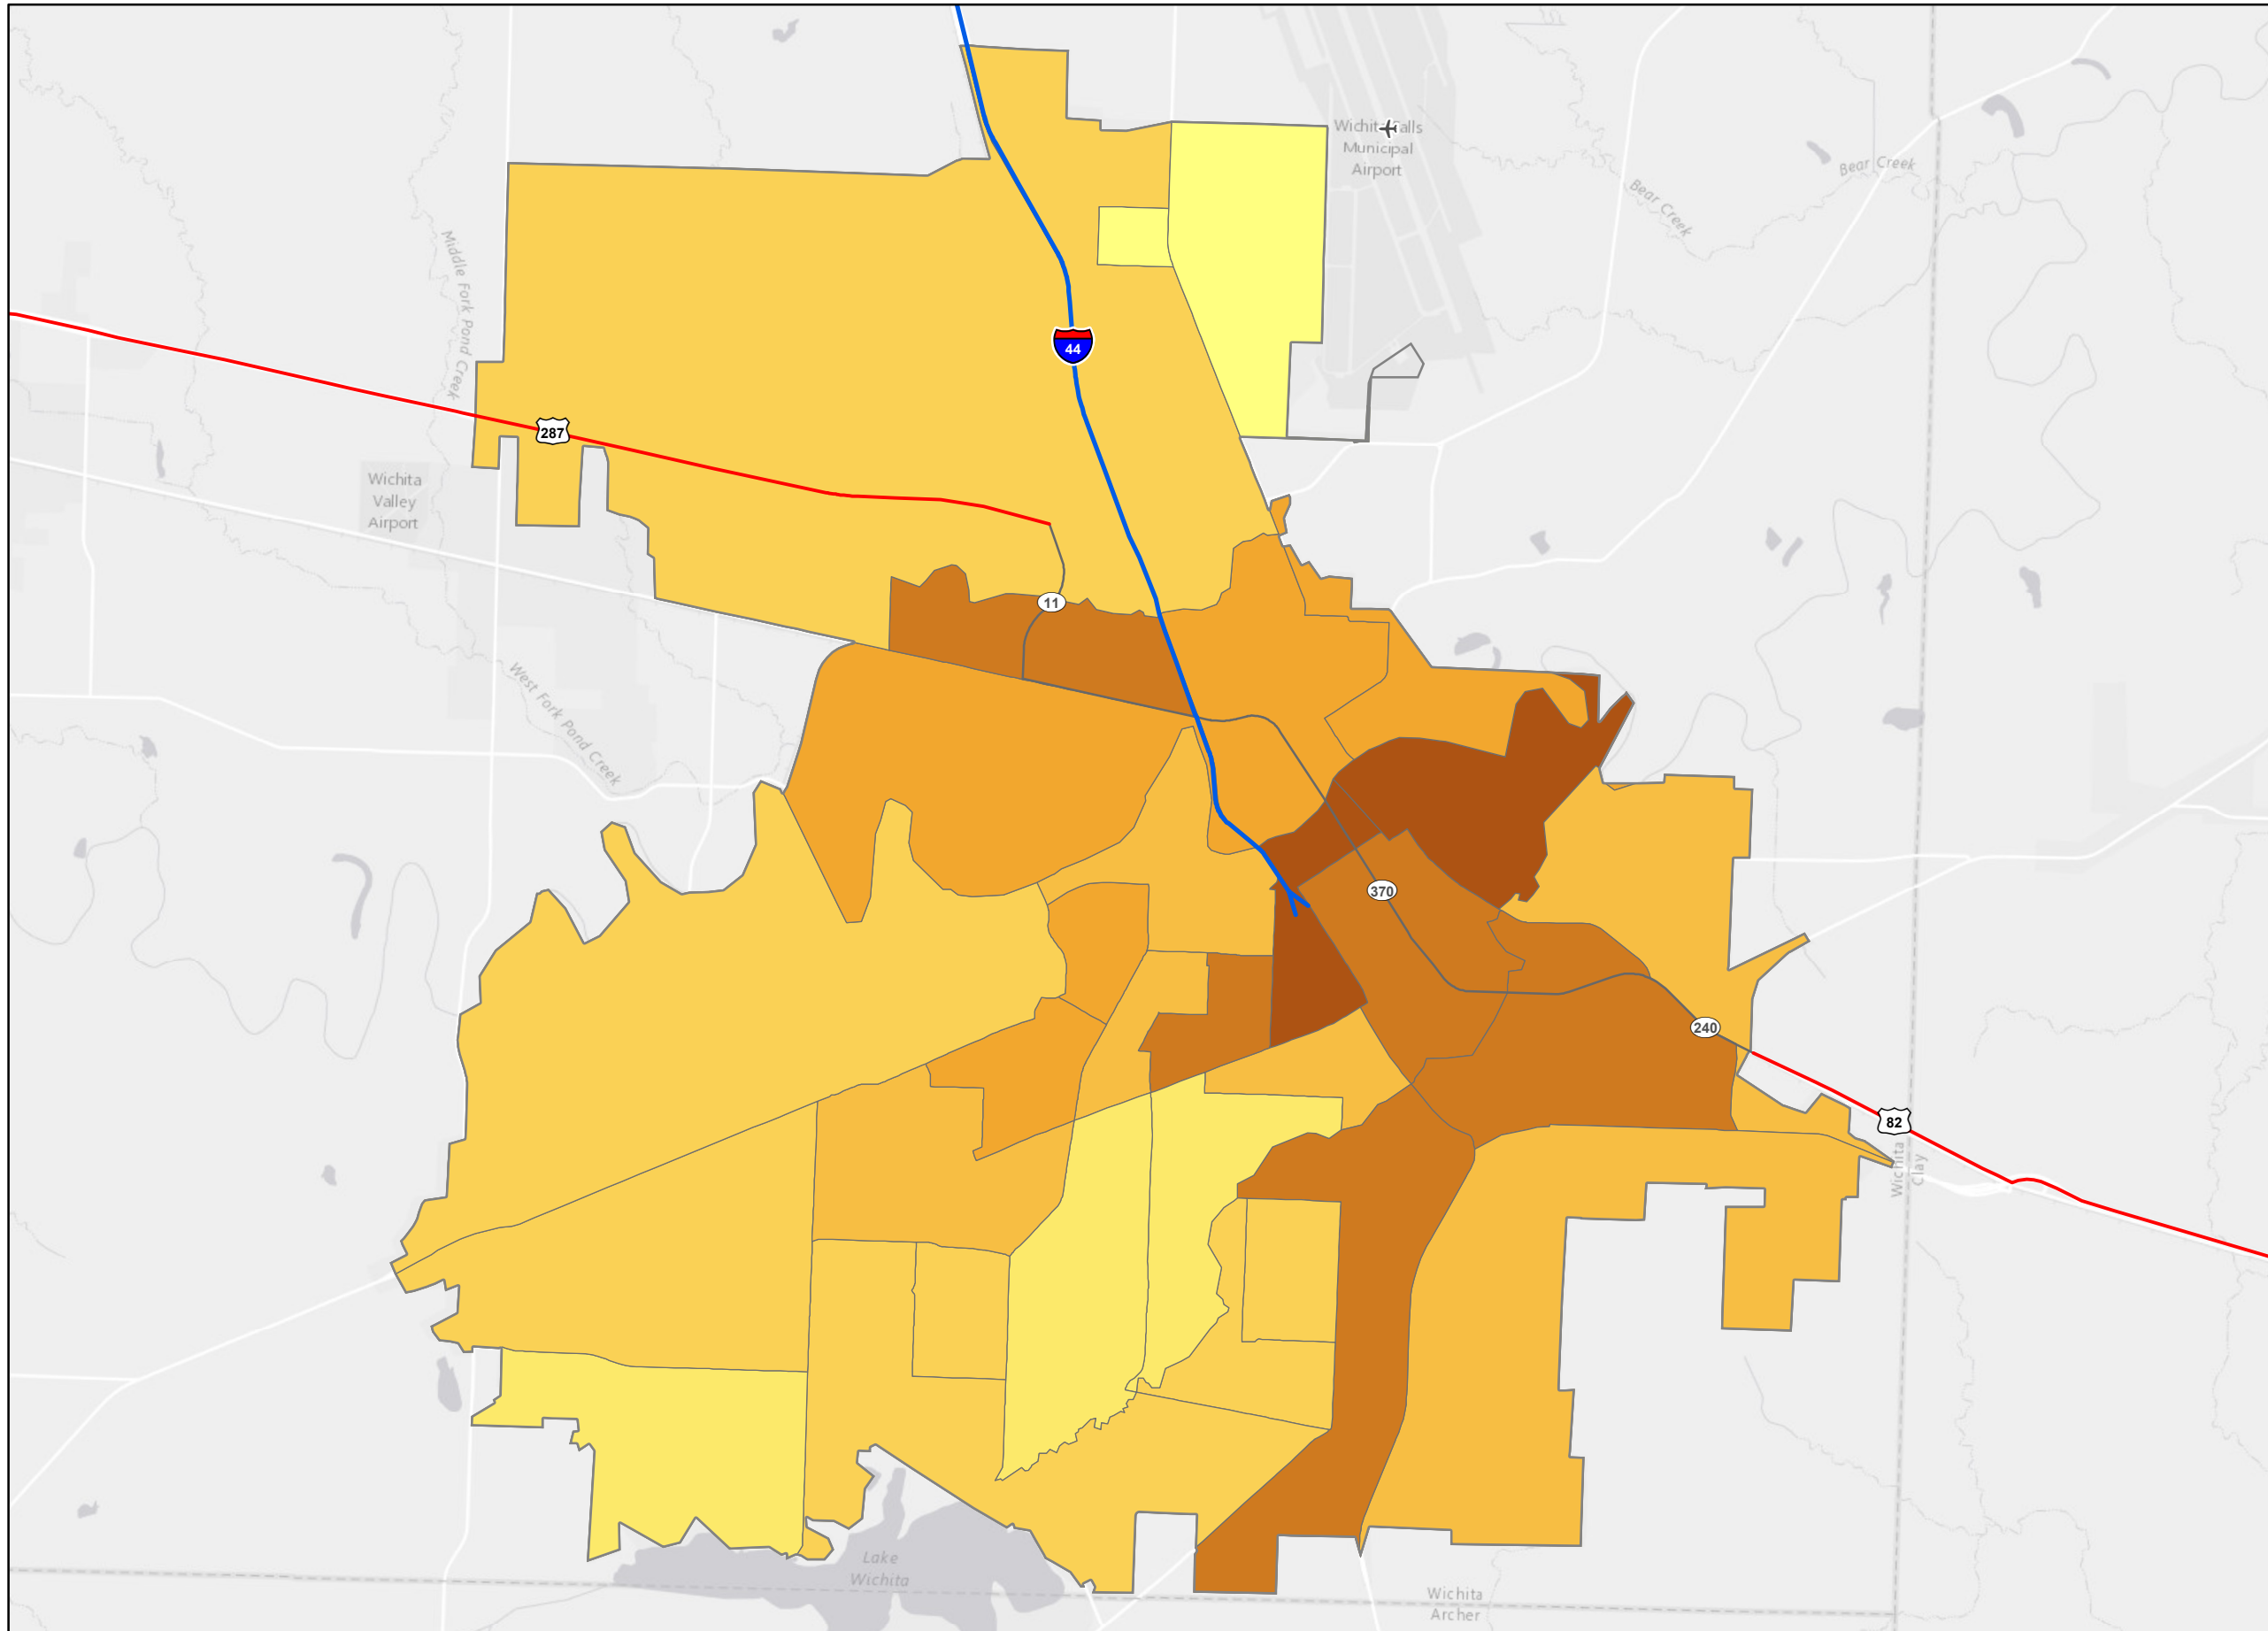 Wichita Falls
Municipal
Airport
Bear Creek
Bear Creek
Middle Fork Pond Creek
44
287
Wichita
Valley
Airport
11
West Fork Pond Creek
370
240
82
Wichita
Clay
Lake
Wichita
Wichita
Archer